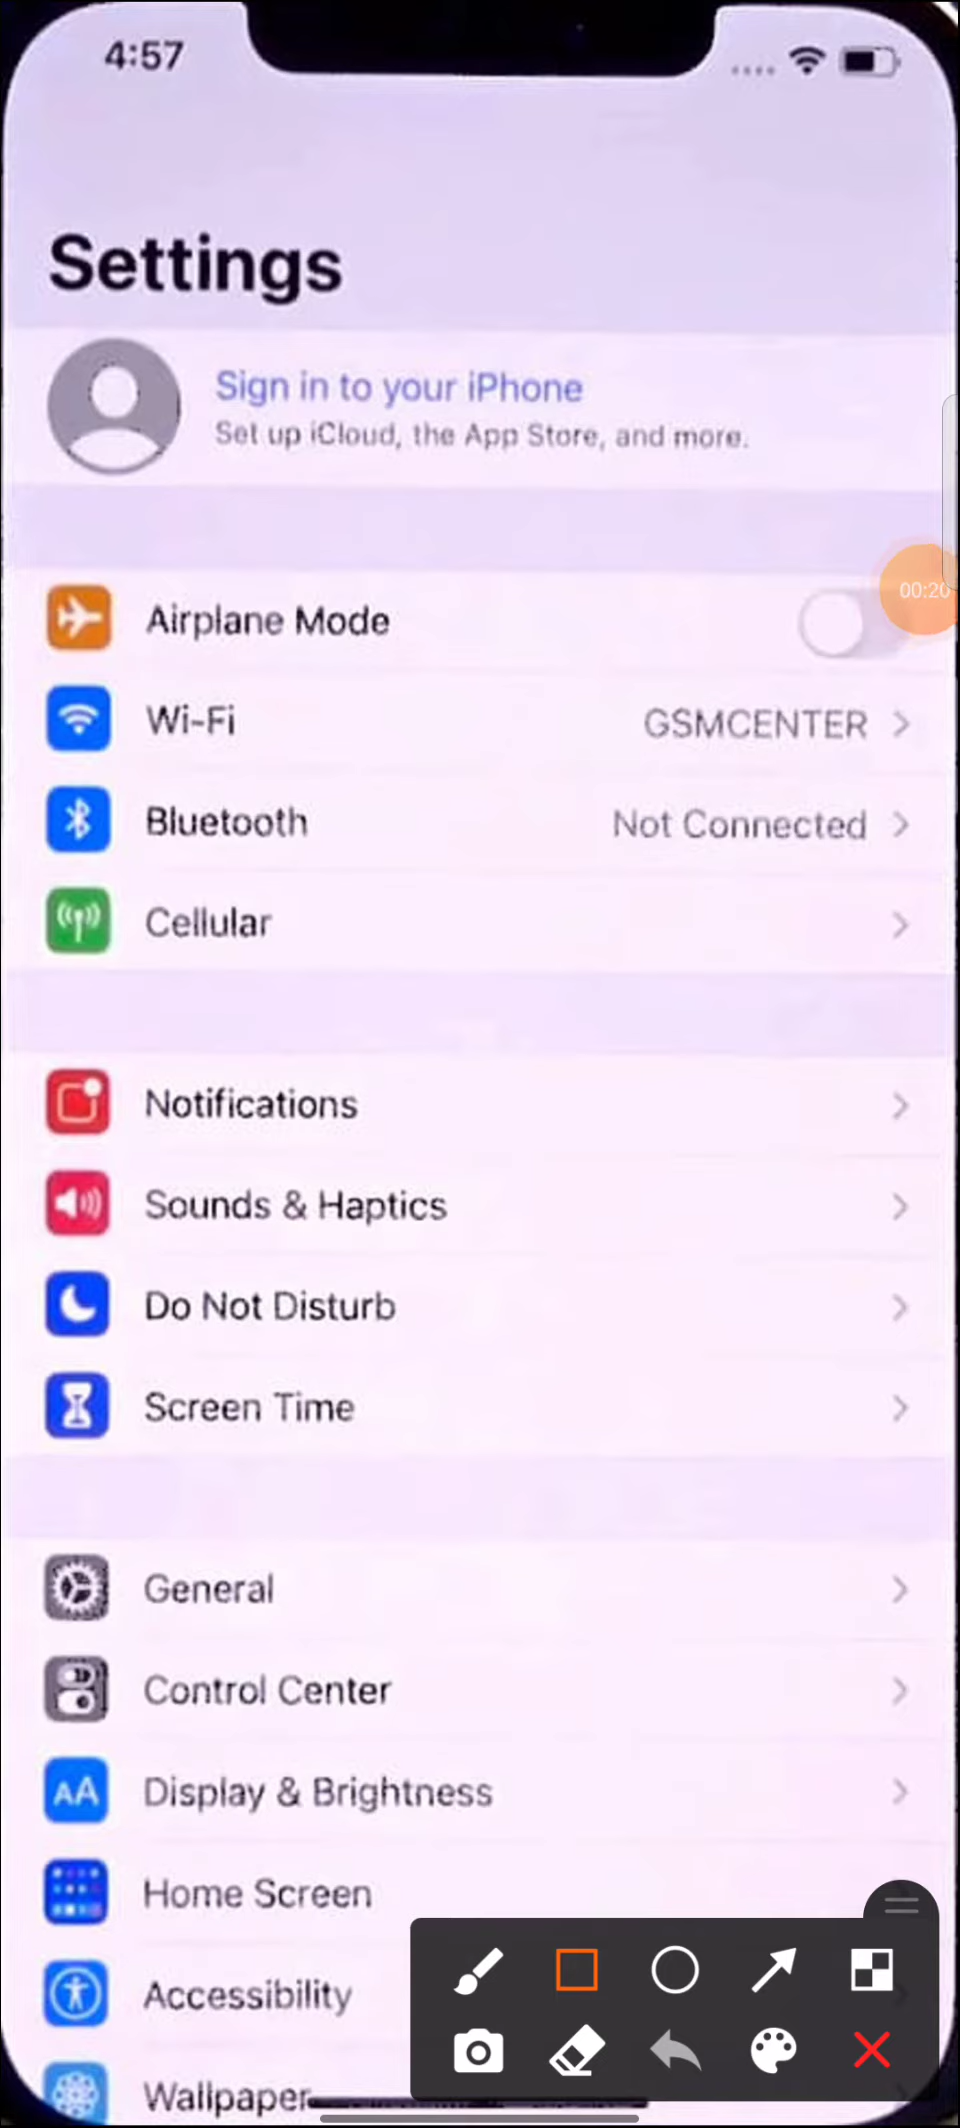 4:57
Settings
Sign in to your iPhone
Set up iCloud, the App Store, and more.
00:20
Airplane Mode
Wi-Fi GSMCENTER
Bluetooth Not Connected
Cellular
Notifications
Sounds & Haptics
Do Not Disturb
Screen Time
General
Control Center
AA Display & Brightness
Home Screen
Accessibility
Wallpaper